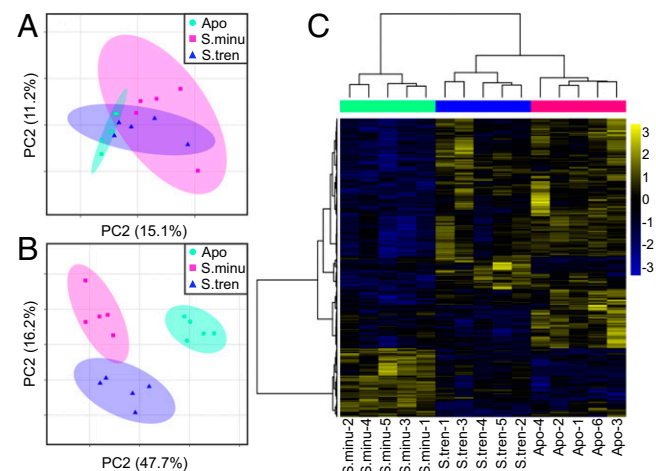 A
Apo
S.minu
S.tren
PC2 (11.2%)
PC2 (15.1%)
B
Apo
S.minu
S.tren
PC2 (16.2%)
PC2 (47.7%)
C
3
2
1
0
-1
-2
-3
S.minu-2
S.minu-4
S.minu-5
S.minu-3
S.minu-1
S.tren-1
S.tren-3
S.tren-4
S.tren-5
S.tren-2
Apo-4
Apo-2
Apo-1
Apo-6
Apo-3